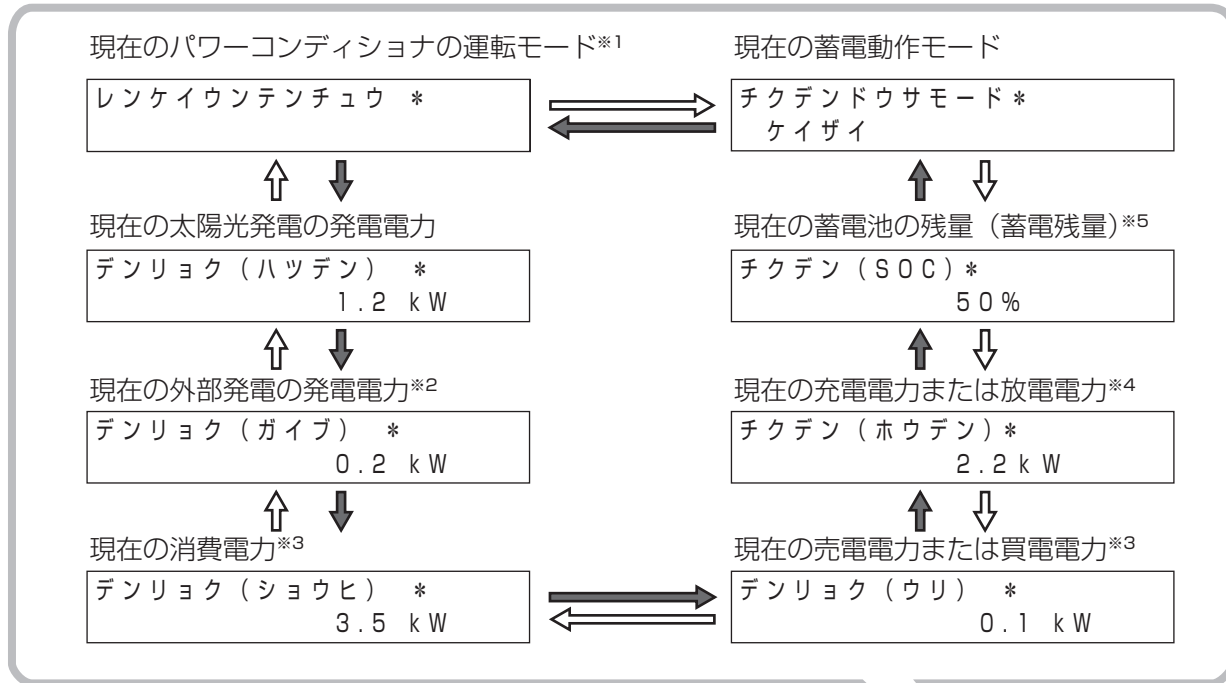 現在のパワーコンディショナの運転モード※1
レンケイウンテンチュウ *
現在の太陽光発電の発電電力
デンリョク(ハツデン) *
1.2 kW
現在の外部発電の発電電力※2
デンリョク(ガイブ) *
0.2 kW
現在の消費電力※3
デンリョク(ショウヒ) *
3.5 kW
現在の蓄電動作モード
チクデンドウサモード*
ケイザイ
現在の蓄電池の残量(蓄電残量)※5
チクデン(SOC)*
50%
現在の充電電力または放電電力※4
チクデン(ホウデン)*
2.2kW
現在の売電電力または買電電力※3
デンリョク(ウリ) *
0.1 kW